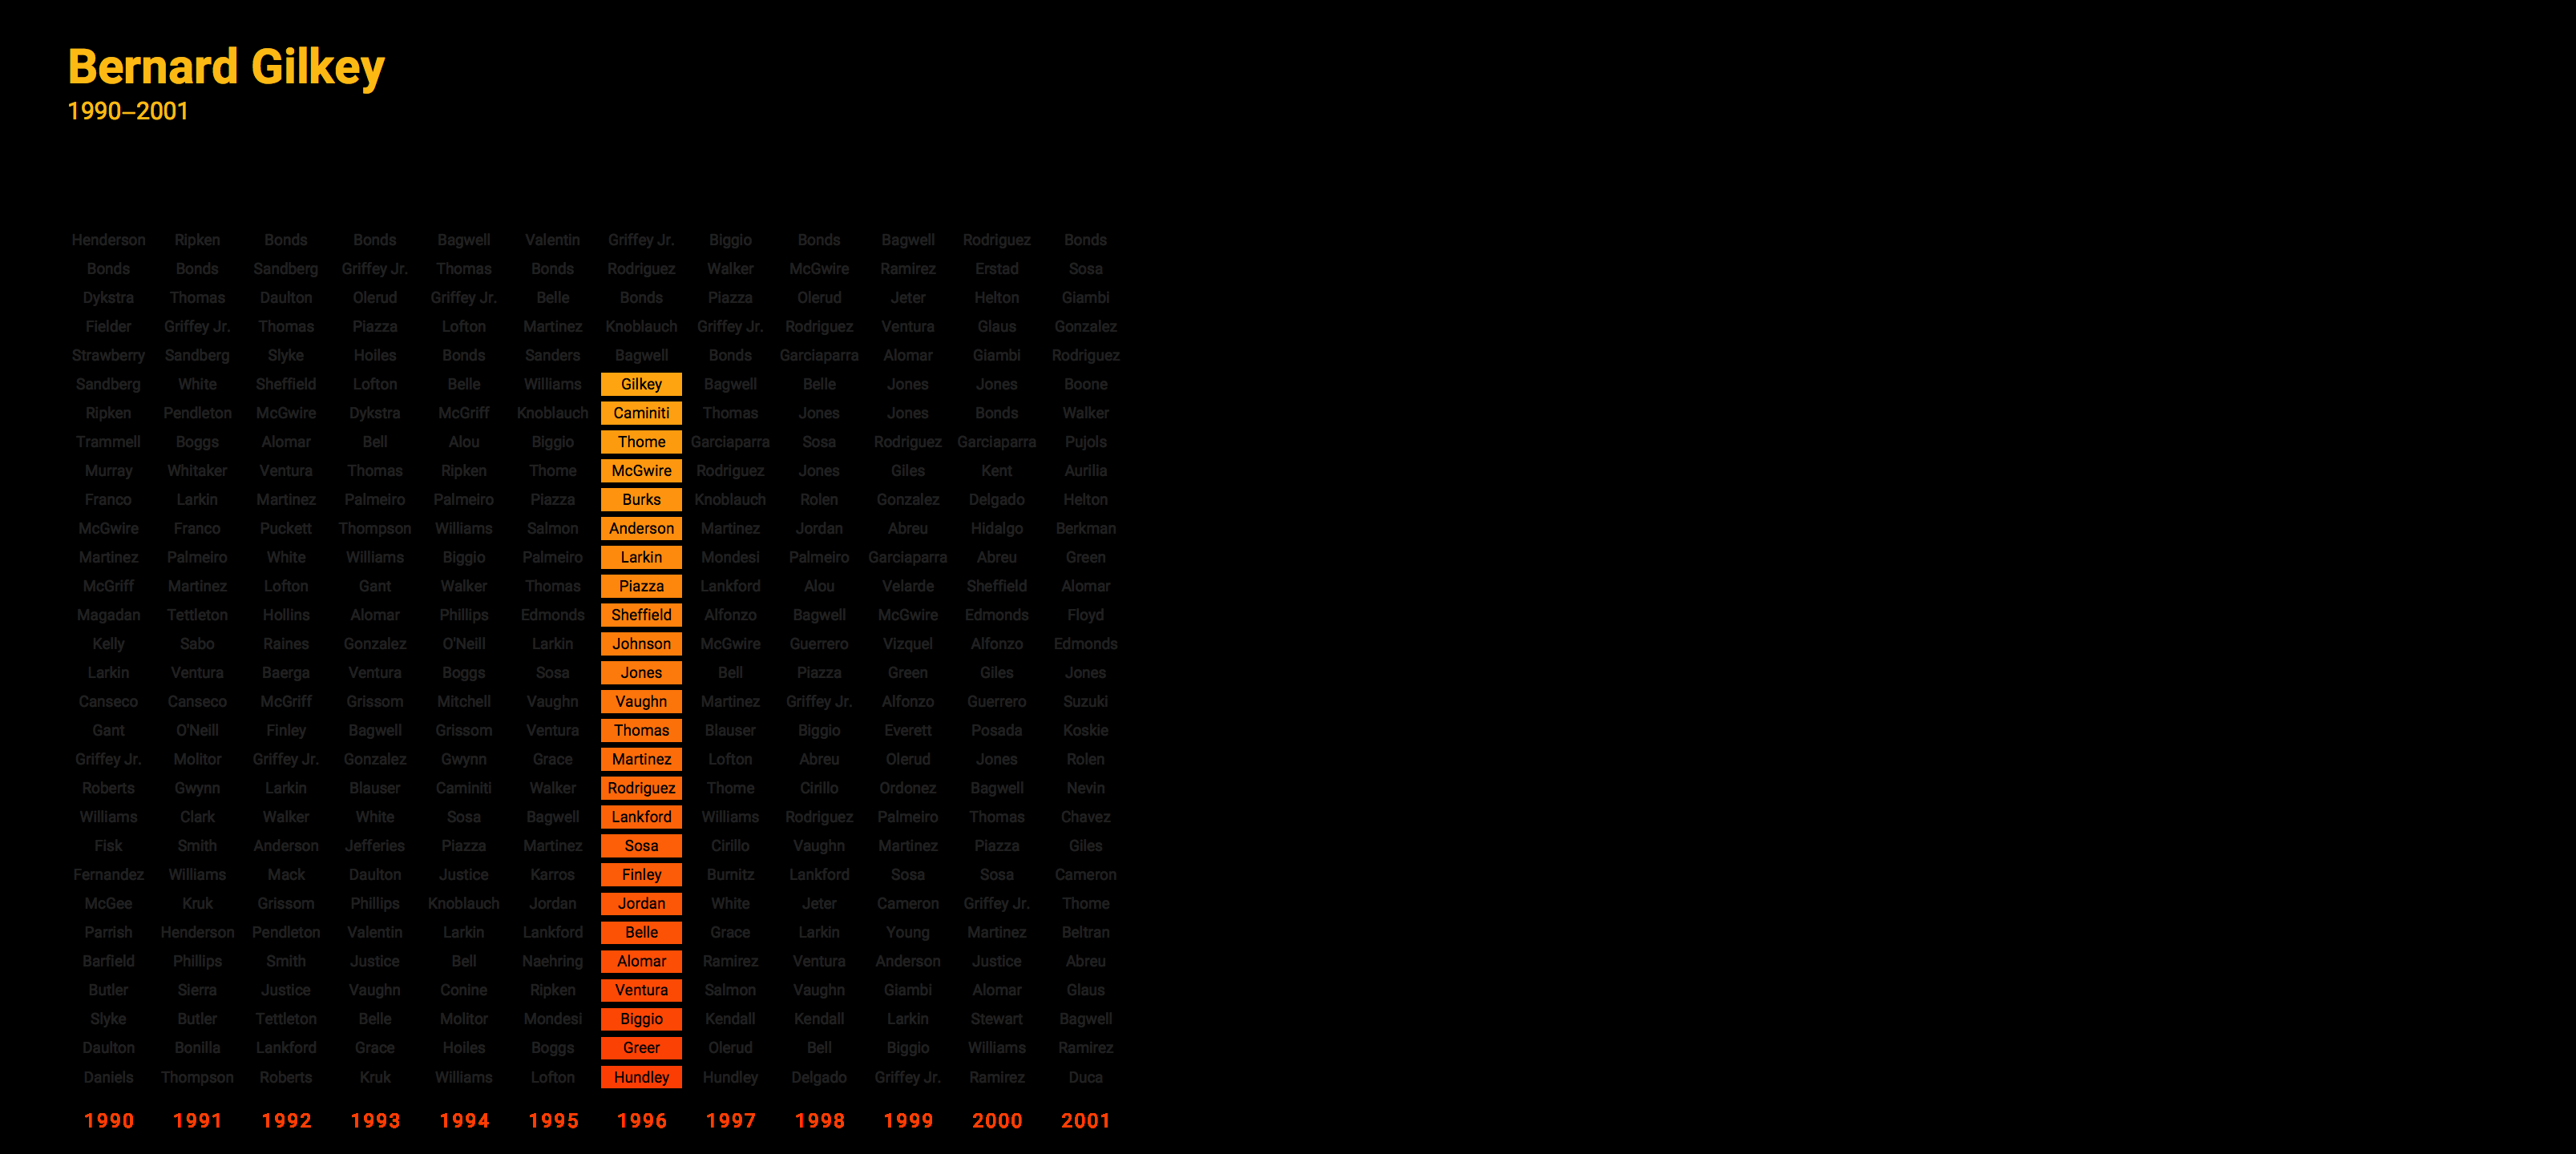 Bernard Gilkey
1990–2001
Henderson Ripken Bonds Bonds Bagwell Valentin Griffey Jr. Biggio Bonds Bagwell Rodriguez Bonds
Bonds Bonds Sandberg Griffey Jr. Thomas Bonds Rodriguez Walker McGwire Ramirez Erstad Sosa
Dykstra Thomas Daulton Olerud Griffey Jr. Belle Bonds Piazza Olerud Jeter Helton Giambi
Fielder Griffey Jr. Thomas Piazza Lofton Martinez Knoblauch Griffey Jr. Rodriguez Ventura Glaus Gonzalez
Strawberry Sandberg Slyke Hoiles Bonds Sanders Bagwell Bonds Garciaparra Alomar Giambi Rodriguez
Sandberg White Sheffield Lofton Belle Williams Gilkey Bagwell Belle Jones Jones Boone
Ripken Pendleton McGwire Dykstra McGriff Knoblauch Caminiti Thomas Jones Jones Bonds Walker
Trammell Boggs Alomar Bell Alou Biggio Thome Garciaparra Sosa Rodriguez Garciaparra Pujols
Murray Whitaker Ventura Thomas Ripken Thome McGwire Rodriguez Jones Giles Kent Aurilia
Franco Larkin Martinez Palmeiro Palmeiro Piazza Burks Knoblauch Rolen Gonzalez Delgado Helton
McGwire Franco Puckett Thompson Williams Salmon Anderson Martinez Jordan Abreu Hidalgo Berkman
Martinez Palmeiro White Williams Biggio Palmeiro Larkin Mondesi Palmeiro Garciaparra Abreu Green
McGriff Martinez Lofton Gant Walker Thomas Piazza Lankford Alou Velarde Sheffield Alomar
Magadan Tettleton Hollins Alomar Phillips Edmonds Sheffield Alfonzo Bagwell McGwire Edmonds Floyd
Kelly Sabo Raines Gonzalez O'Neill Larkin Johnson McGwire Guerrero Vizquel Alfonzo Edmonds
Larkin Ventura Baerga Ventura Boggs Sosa Jones Bell Piazza Green Giles Jones
Canseco Canseco McGriff Grissom Mitchell Vaughn Vaughn Martinez Griffey Jr. Alfonzo Guerrero Suzuki
Gant O'Neill Finley Bagwell Grissom Ventura Thomas Blauser Biggio Everett Posada Koskie
Griffey Jr. Molitor Griffey Jr. Gonzalez Gwynn Grace Martinez Lofton Abreu Olerud Jones Rolen
Roberts Gwynn Larkin Blauser Caminiti Walker Rodriguez Thome Cirillo Ordonez Bagwell Nevin
Williams Clark Walker White Sosa Bagwell Lankford Williams Rodriguez Palmeiro Thomas Chavez
Fisk Smith Anderson Jefferies Piazza Martinez Sosa Cirillo Vaughn Martinez Piazza Giles
Fernandez Williams Mack Daulton Justice Karros Finley Burnitz Lankford Sosa Sosa Cameron
McGee Kruk Grissom Phillips Knoblauch Jordan Jordan White Jeter Cameron Griffey Jr. Thome
Parrish Henderson Pendleton Valentin Larkin Lankford Belle Grace Larkin Young Martinez Beltran
Barfield Phillips Smith Justice Bell Naehring Alomar Ramirez Ventura Anderson Justice Abreu
Butler Sierra Justice Vaughn Conine Ripken Ventura Salmon Vaughn Giambi Alomar Glaus
Slyke Butler Tettleton Belle Molitor Mondesi Biggio Kendall Kendall Larkin Stewart Bagwell
Daulton Bonilla Lankford Grace Hoiles Boggs Greer Olerud Bell Biggio Williams Ramirez
Daniels Thompson Roberts Kruk Williams Lofton Hundley Hundley Delgado Griffey Jr. Ramirez Duca
1990 1991 1992 1993 1994 1995 1996 1997 1998 1999 2000 2001